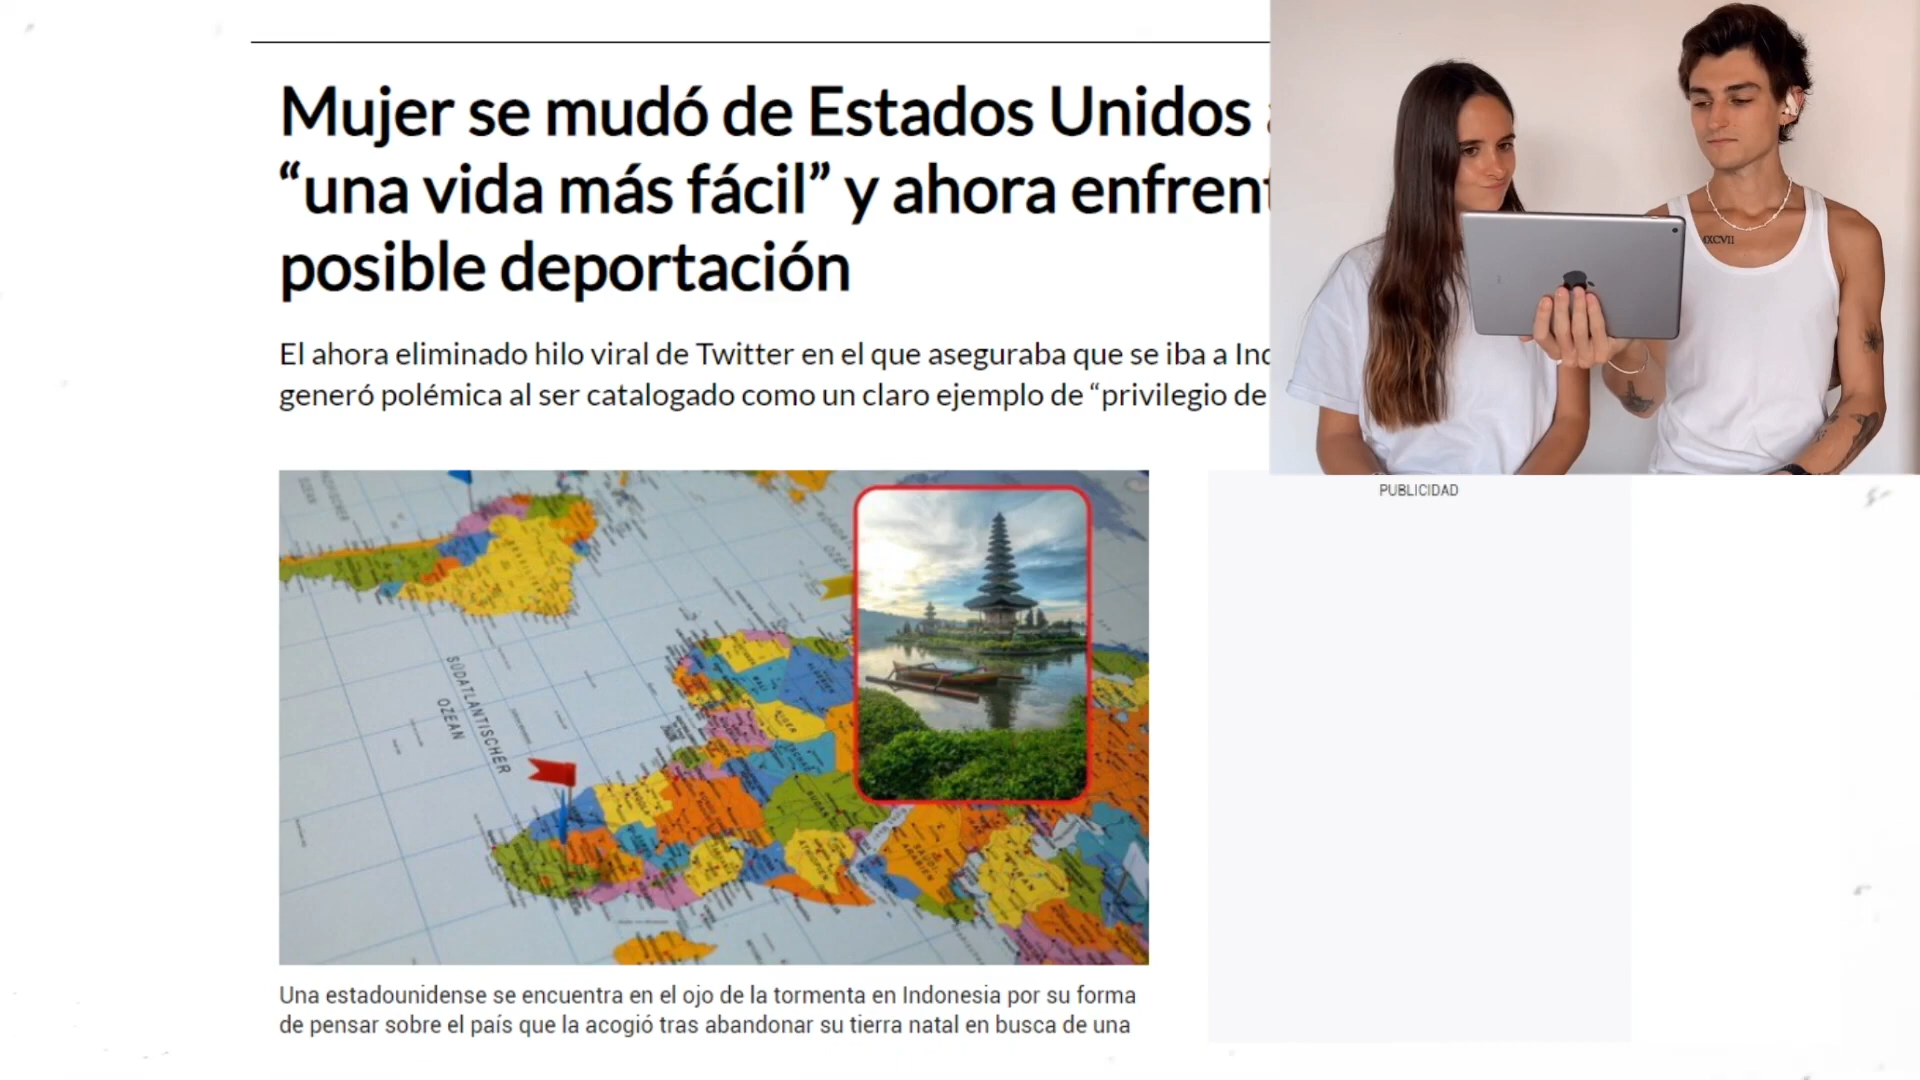 Mujer se mudó de Estados Unidos
“una vida más fácil” y ahora
posible deportación
El ahora eliminado hilo viral de Twitter en el que aseguraba que se iba a
generó polémica al ser catalogado como un claro ejemplo de “privilegio de
PUBLICIDAD
SÜDATLANTISCHER
OZEAN
Una estadounidense se encuentra en el ojo de la tormenta en Indonesia por su forma
de pensar sobre el país que la acogió tras abandonar su tierra natal en busca de una